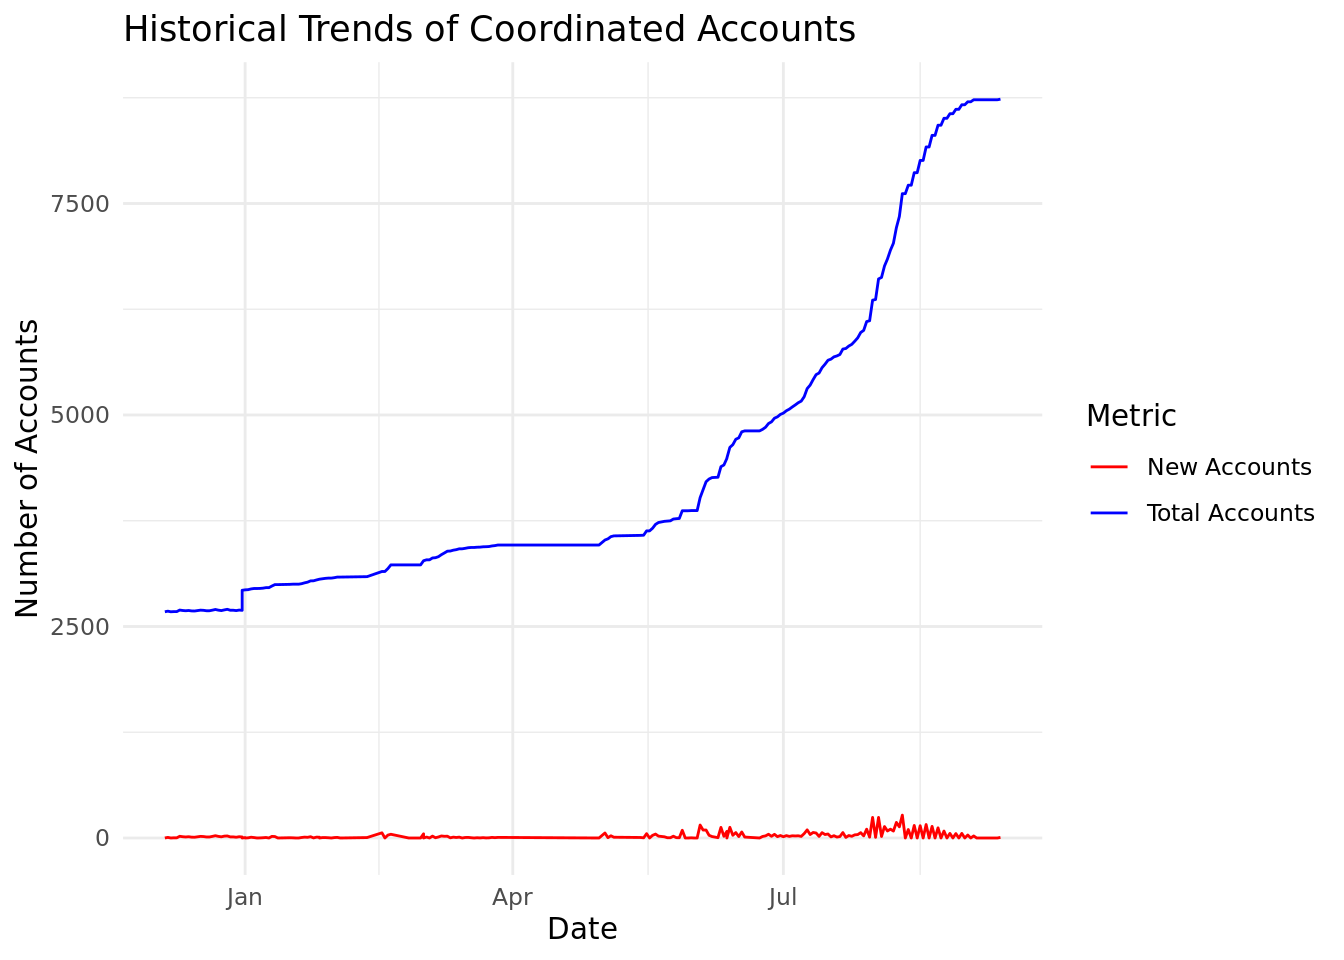 Historical Trends of Coordinated Accounts
Number of Accounts
7500
5000
2500
0
Jan
Apr
Jul
Date
Metric
New Accounts
Total Accounts